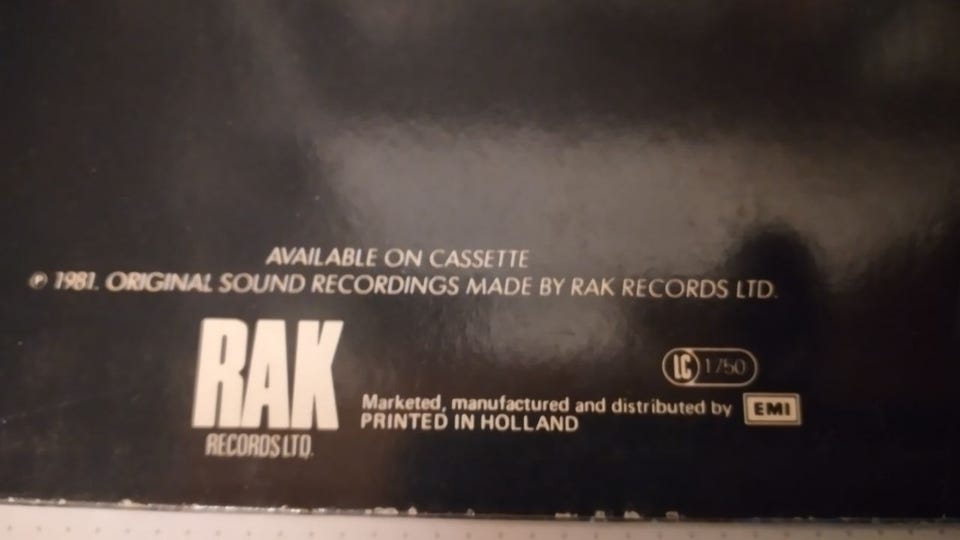 AVAILABLE ON CASSETTE
℗ 1981. ORIGINAL SOUND RECORDINGS MADE BY RAK RECORDS LTD.
RAK
RECORDS LTD.
LC 1750
Marketed, manufactured and distributed by EMI
PRINTED IN HOLLAND